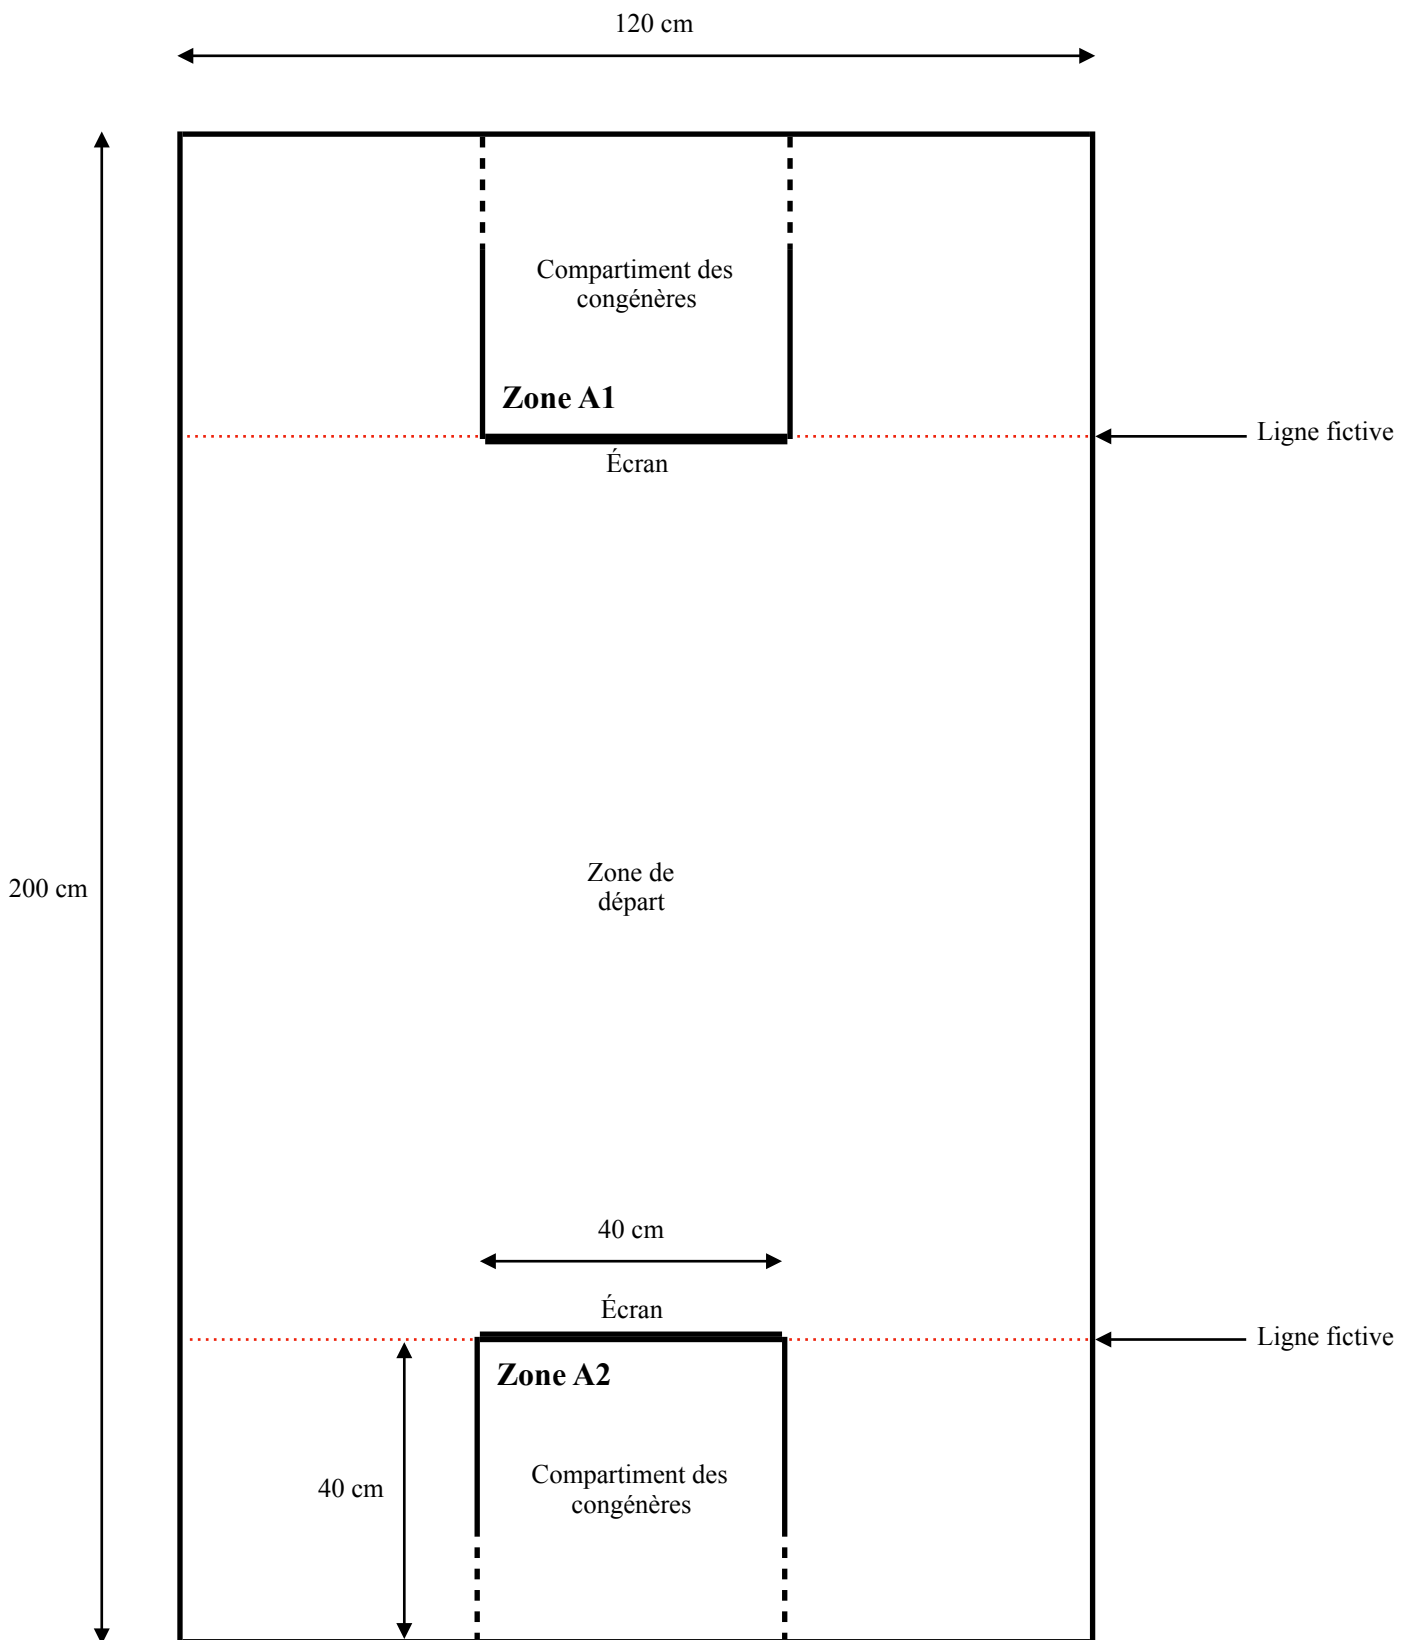 120 cm
Compartiment des
congénères
Zone A1
Ligne fictive
Écran
Zone de
départ
200 cm
40 cm
Écran
Ligne fictive
Zone A2
Compartiment des
congénères
40 cm